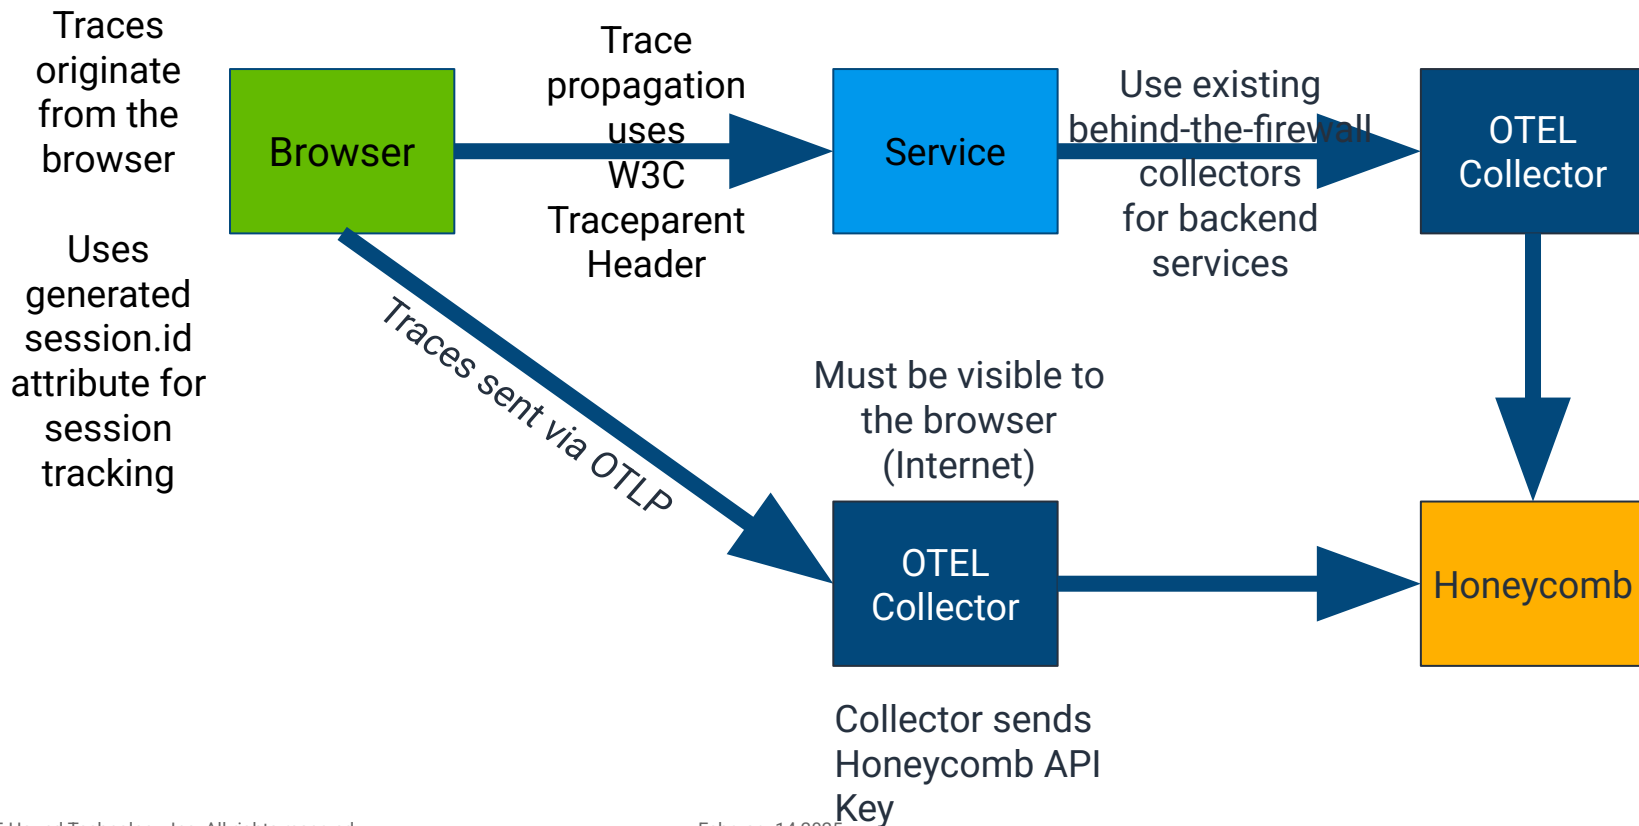 Traces
originate
from the
browser
Uses
generated
session.id
attribute for
session
tracking
Browser
Trace
propagation
uses
W3C
Traceparent
Header
Service
Use existing
behind-the-firewall
collectors
for backend
services
OTEL
Collector
Traces sent via OTLP
Must be visible to
the browser
(Internet)
OTEL
Collector
Honeycomb
Collector sends
Honeycomb API
Key